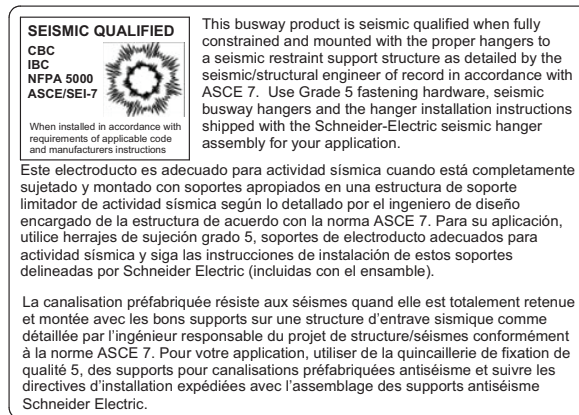 SEISMIC QUALIFIED
CBC
IBC
NFPA 5000
ASCE/SEI-7
When installed in accordance with
requirements of applicable code
and manufacturers instructions
This busway product is seismic qualified when fully
constrained and mounted with the proper hangers to
a seismic restraint support structure as detailed by the
seismic/structural engineer of record in accordance with
ASCE 7. Use Grade 5 fastening hardware, seismic
busway hangers and the hanger installation instructions
shipped with the Schneider-Electric seismic hanger
assembly for your application.
Este electroducto es adecuado para actividad sísmica cuando está completamente
sujetado y montado con soportes apropiados en una estructura de soporte
limitador de actividad sísmica según lo detallado por el ingeniero de diseño
encargado de la estructura de acuerdo con la norma ASCE 7. Para su aplicación,
utilice herrajes de sujeción grado 5, soportes de electroducto adecuados para
actividad sísmica y siga las instrucciones de instalación de estos soportes
delineadas por Schneider Electric (incluidas con el ensamble).
La canalisation préfabriquée résiste aux séismes quand elle est totalement retenue
et montée avec les bons supports sur une structure d'entrave sismique comme
détaillée par l'ingénieur responsable du projet de structure/séismes conformément
à la norme ASCE 7. Pour votre application, utiliser de la quincaillerie de fixation de
qualité 5, des supports pour canalisations préfabriquées antiséisme et suivre les
directives d'installation expédiées avec l'assemblage des supports antiséisme
Schneider Electric.